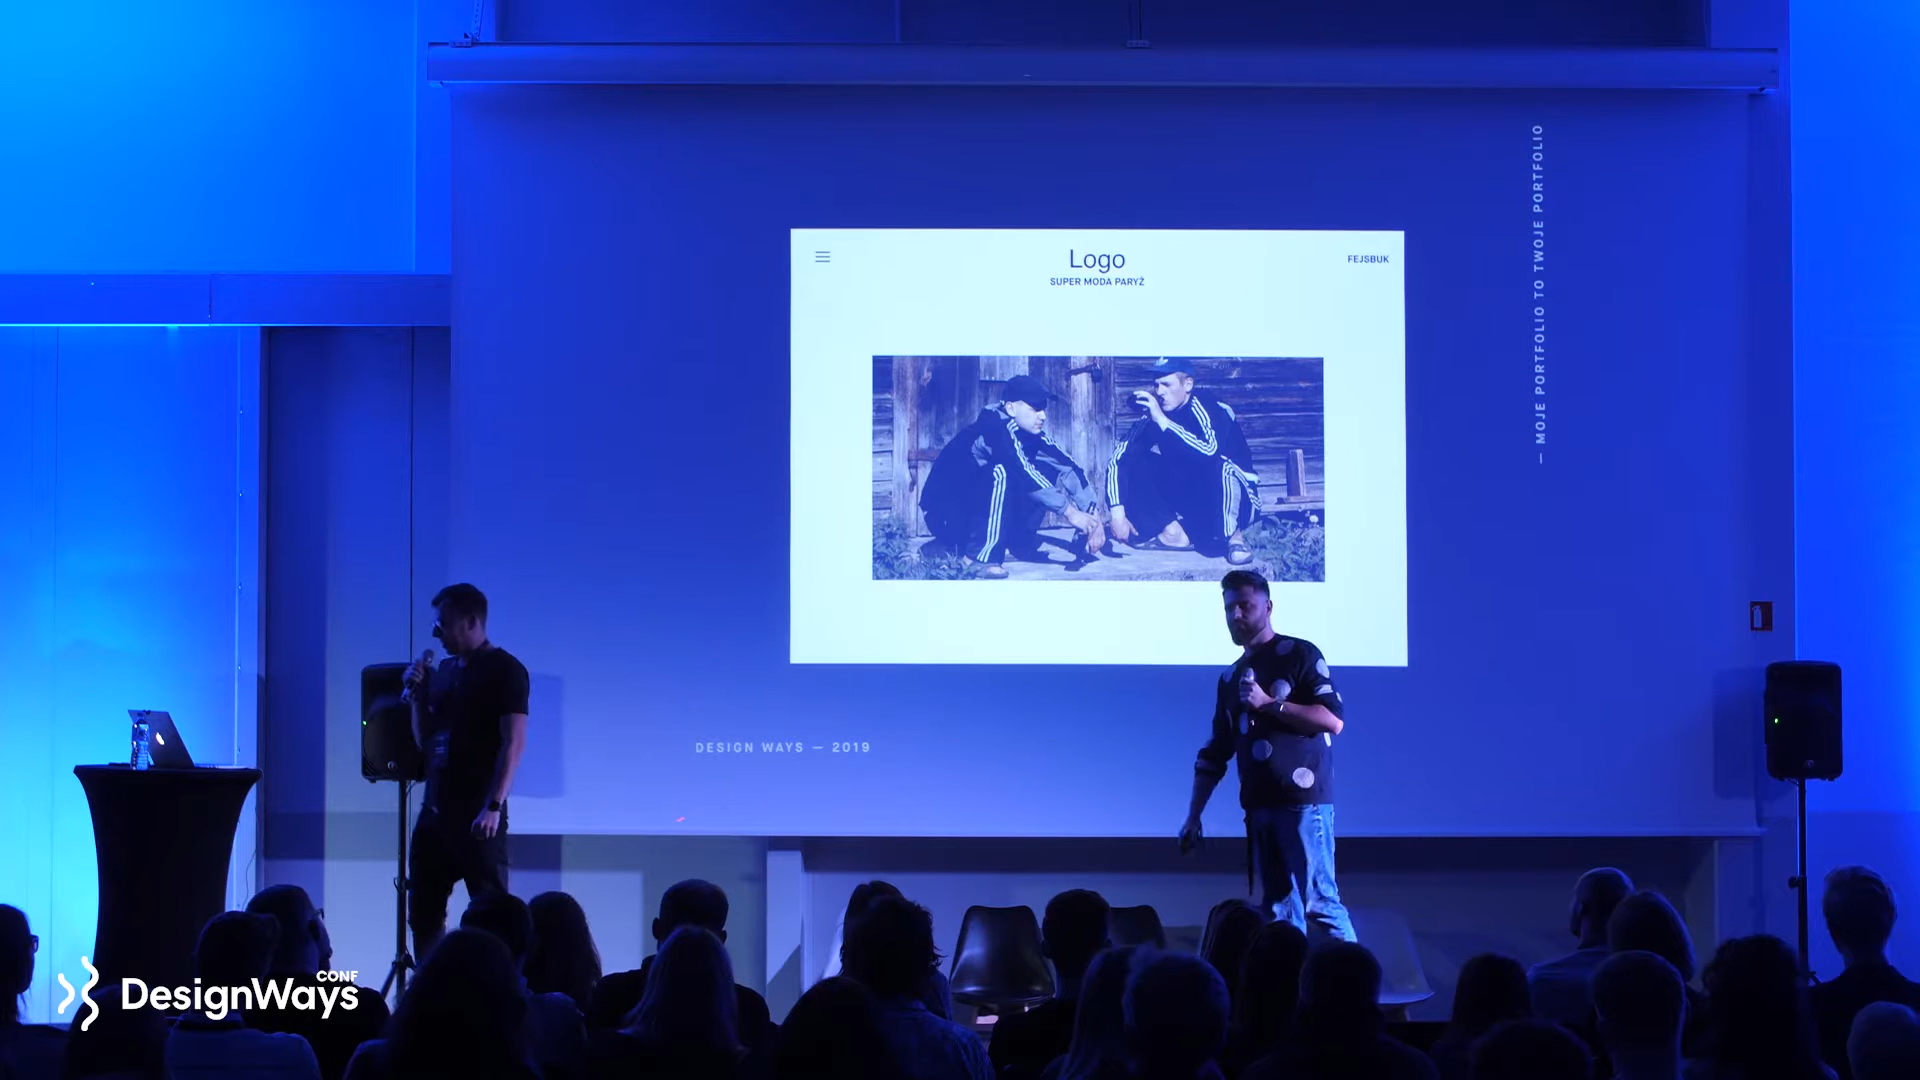 Logo
SUPER MODA PARYŻ
FEJSBUK
— MOJE PORTFOLIO TO TWOJE PORTFOLIO
DESIGN WAYS — 2019
DesignWays CONF